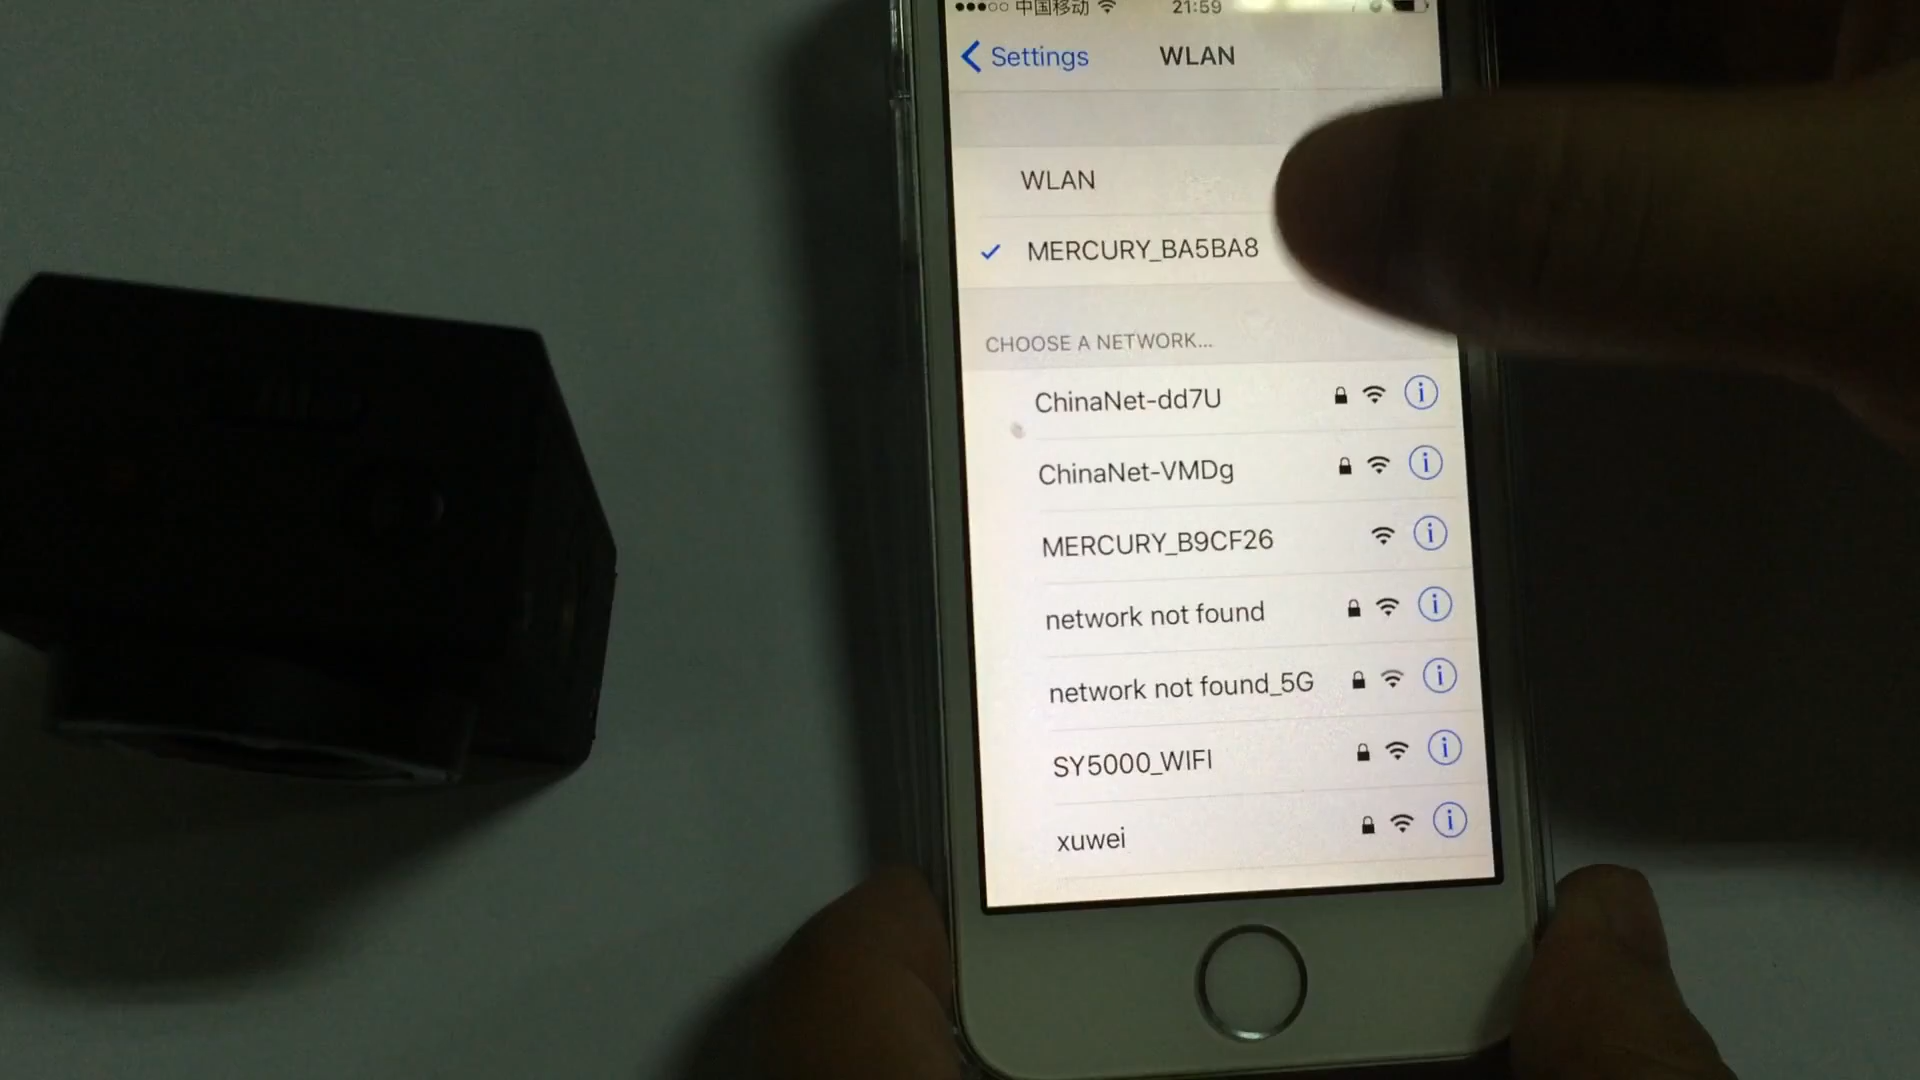 中国移动 21:59
Settings WLAN
WLAN
MERCURY_BA5BA8
CHOOSE A NETWORK...
ChinaNet-dd7U
ChinaNet-VMDg
MERCURY_B9CF26
network not found
network not found_5G
SY5000_WIFI
xuwei